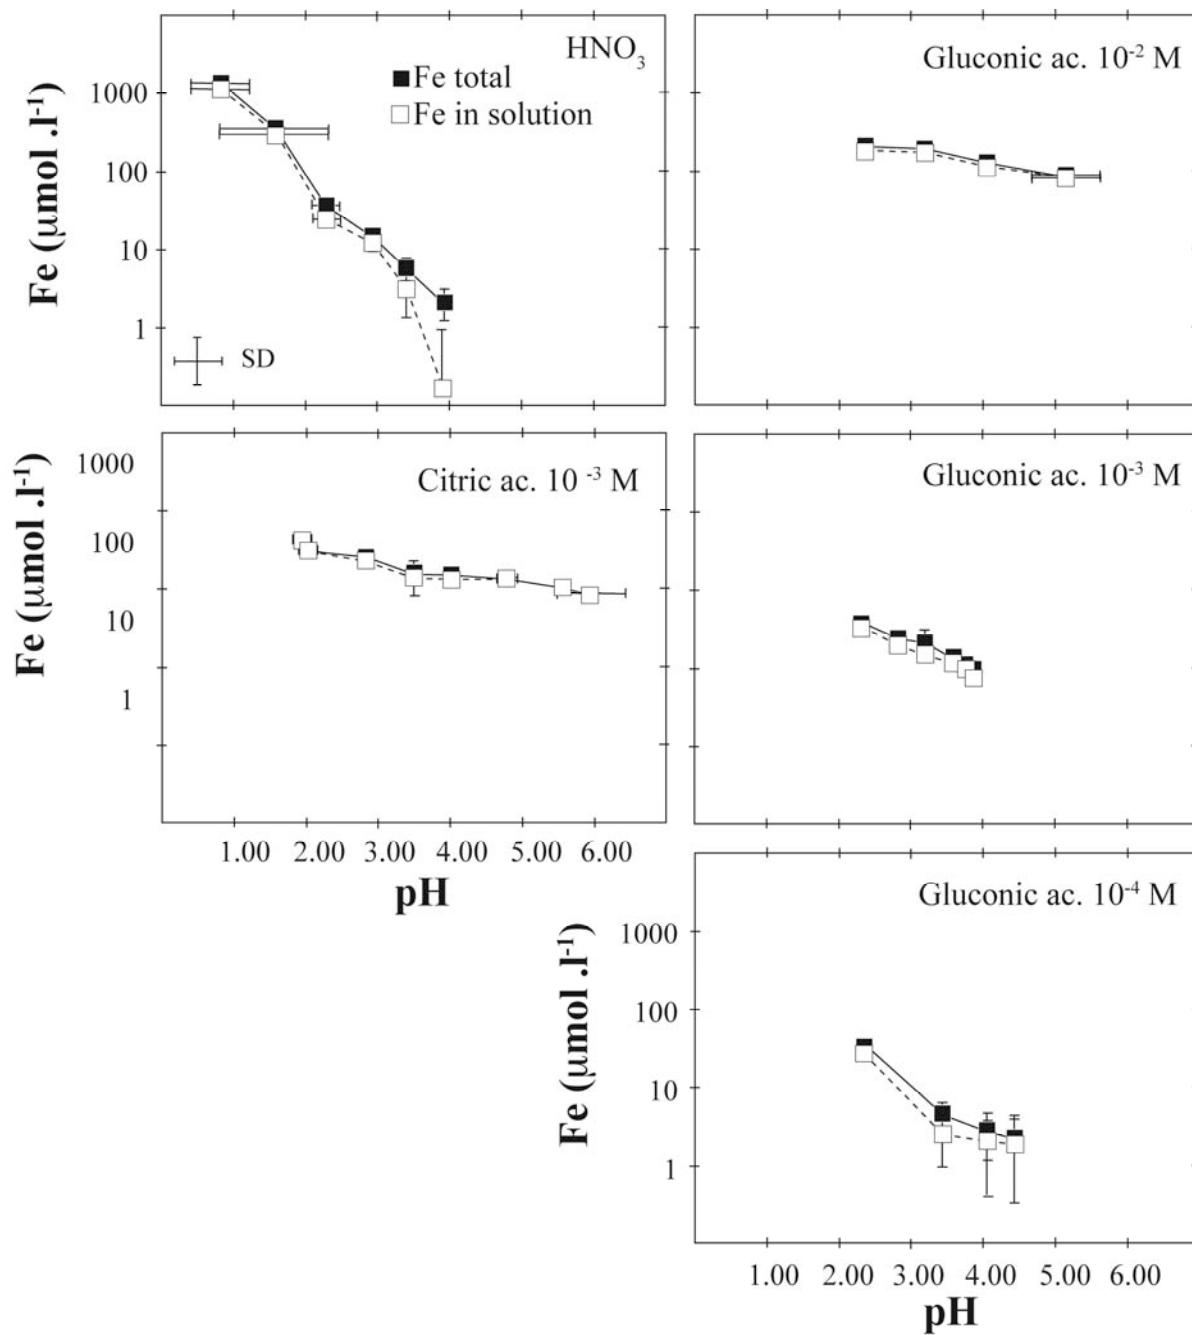 HNO3
Fe total
Fe in solution
1000
100
10
1
Fe (μmol .l-1)
SD
Gluconic ac. 10-2 M
Citric ac. 10 -3 M
1000
100
10
1
Fe (μmol .l-1)
1.00 2.00 3.00 4.00 5.00 6.00
pH
Gluconic ac. 10-3 M
Gluconic ac. 10-4 M
1000
100
10
1
Fe (μmol .l-1)
1.00 2.00 3.00 4.00 5.00 6.00
pH